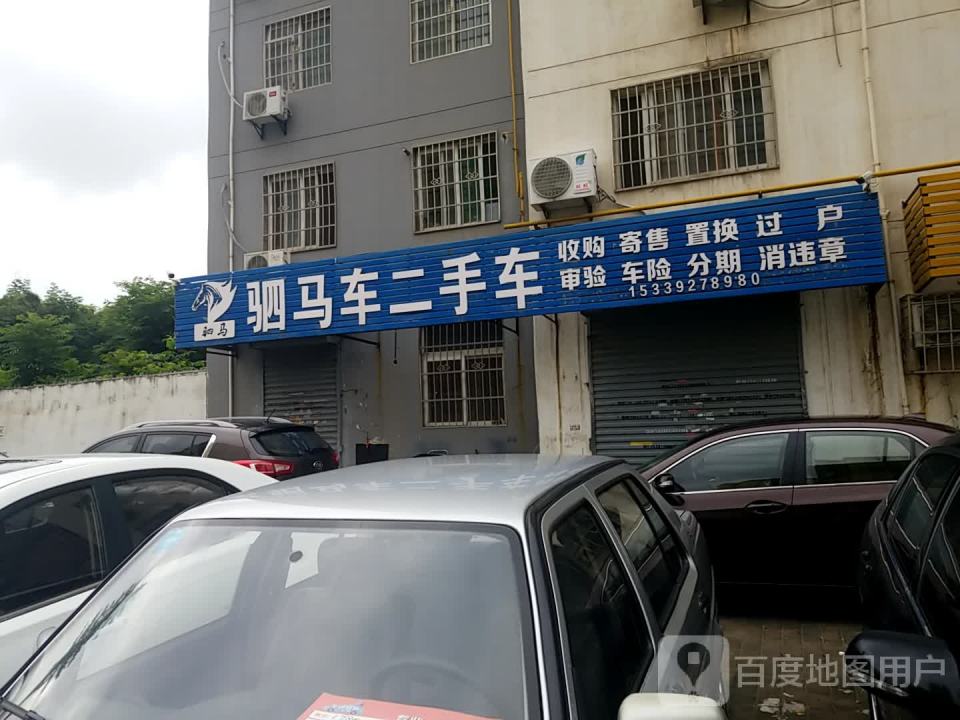 驷马
驷马车二手车
收购 寄售 置换 过户
审验 车险 分期 消违章
15339278980
百度地图用户